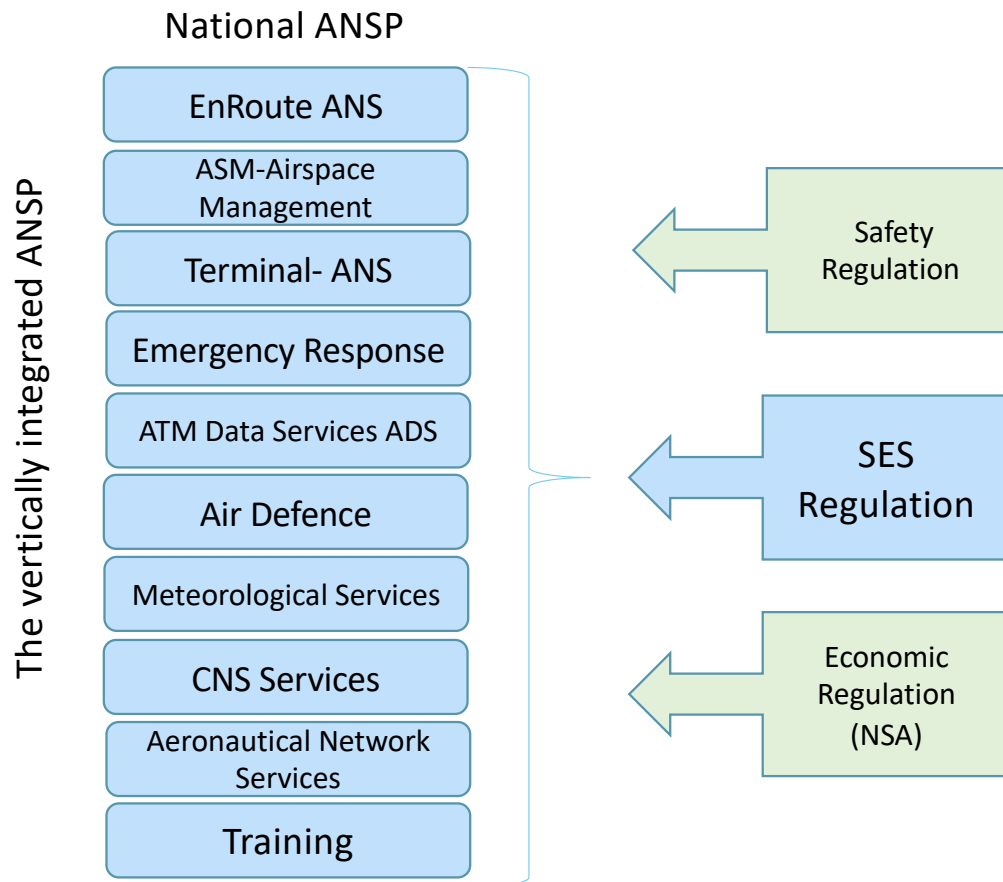 National ANSP
The vertically integrated ANSP
EnRoute ANS
ASM-Airspace
Management
Terminal- ANS
Emergency Response
ATM Data Services ADS
Air Defence
Meteorological Services
CNS Services
Aeronautical Network
Services
Training
Safety
Regulation
SES
Regulation
Economic
Regulation
(NSA)